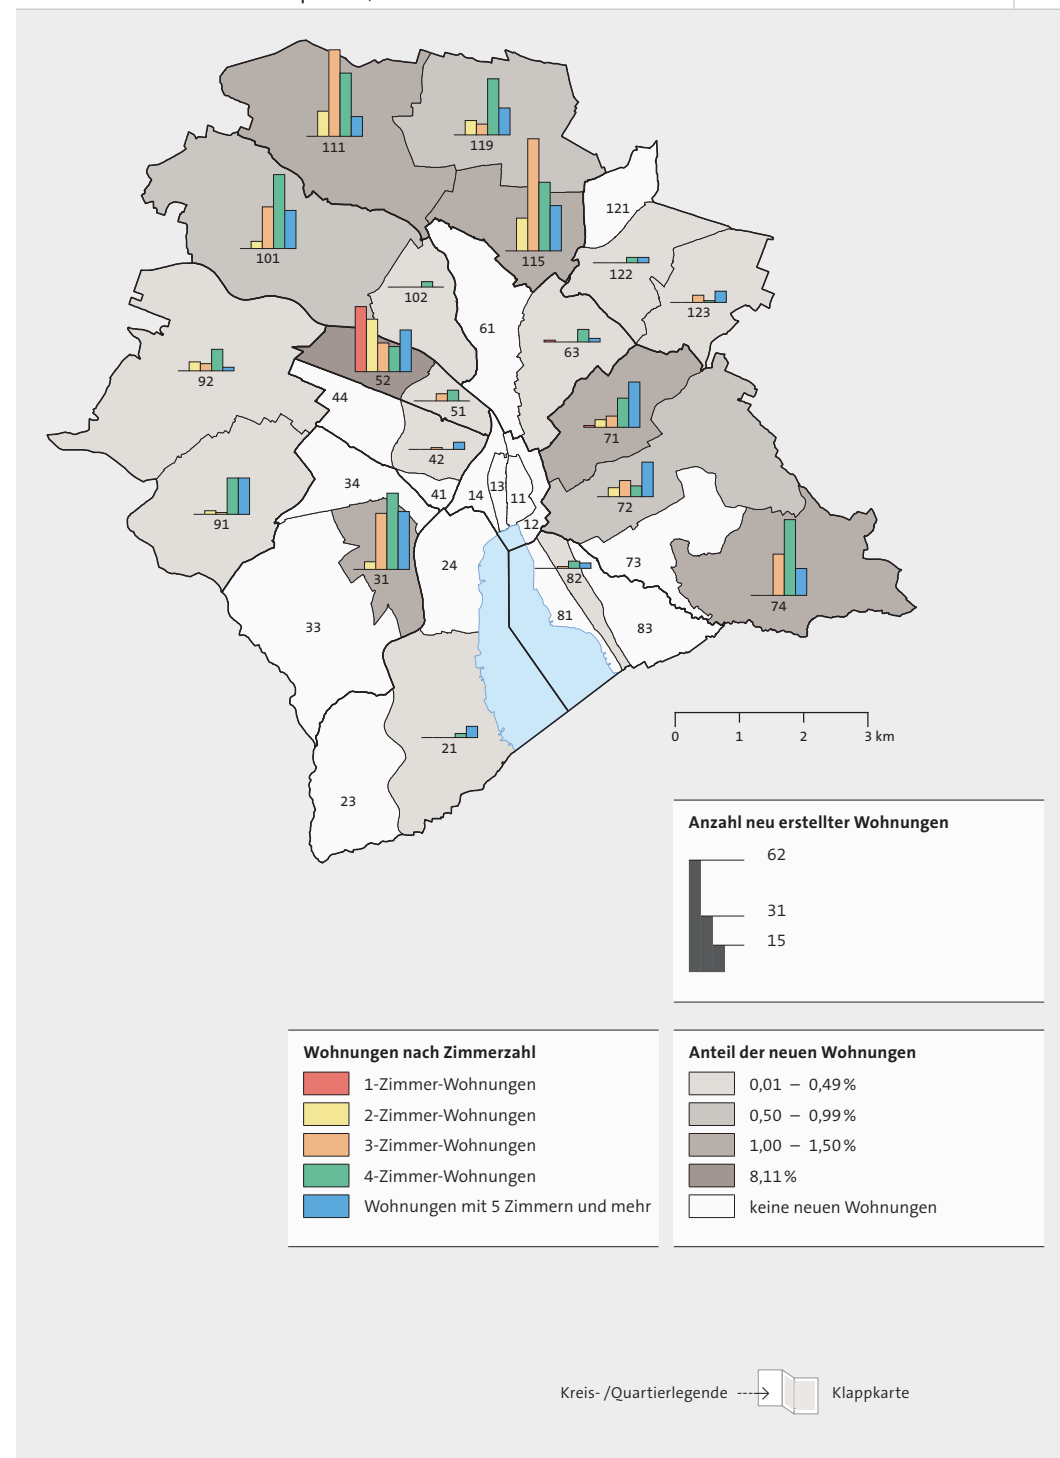 111
119
121
101
115
122
102
123
61
63
92
52
44
51
71
42
34
13
41
14
11
72
91
12
24
73
31
82
74
81
33
83
21
0 1 2 3 km
23
Anzahl neu erstellter Wohnungen
62
31
15
Wohnungen nach Zimmerzahl
1-Zimmer-Wohnungen
2-Zimmer-Wohnungen
3-Zimmer-Wohnungen
4-Zimmer-Wohnungen
Wohnungen mit 5 Zimmern und mehr
Anteil der neuen Wohnungen
0,01 – 0,49%
0,50 – 0,99%
1,00 – 1,50%
8,11%
keine neuen Wohnungen
Kreis- /Quartierlegende
Klappkarte